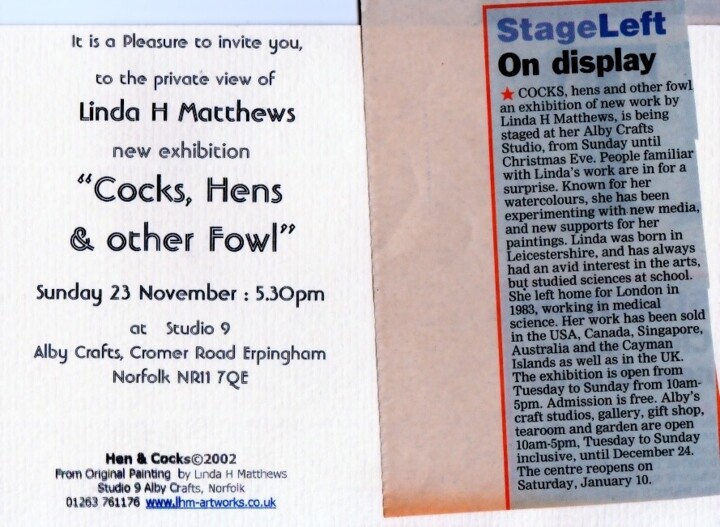 It is a Pleasure to invite you,
to the private view of
Linda H Matthews
new exhibition
“Cocks, Hens
& other Fowl”
Sunday 23 November : 5.30pm
at Studio 9
Alby Crafts, Cromer Road Erpingham
Norfolk NR11 7QE
Hen & Cocks©2002
From Original Painting by Linda H Matthews
Studio 9 Alby Crafts, Norfolk
01263 761176 www.lhm-artworks.co.uk
StageLeft
On display
★ COCKS, hens and other fowl
an exhibition of new work by
Linda H Matthews, is being
staged at her Alby Crafts
Studio, from Sunday until
Christmas Eve. People familiar
with Linda's work are in for a
surprise. Known for her
watercolours, she has been
experimenting with new media,
and new supports for her
paintings. Linda was born in
Leicestershire, and has always
had an avid interest in the arts,
but studied sciences at school.
She left home for London in
1983, working in medical
science. Her work has been sold
in the USA, Canada, Singapore,
Australia and the Cayman
Islands as well as in the UK.
The exhibition is open from
Tuesday to Sunday from 10am-
5pm. Admission is free. Alby's
craft studios, gallery, gift shop,
tearoom and garden are open
10am-5pm, Tuesday to Sunday
inclusive, until December 24.
The centre reopens on
Saturday, January 10.